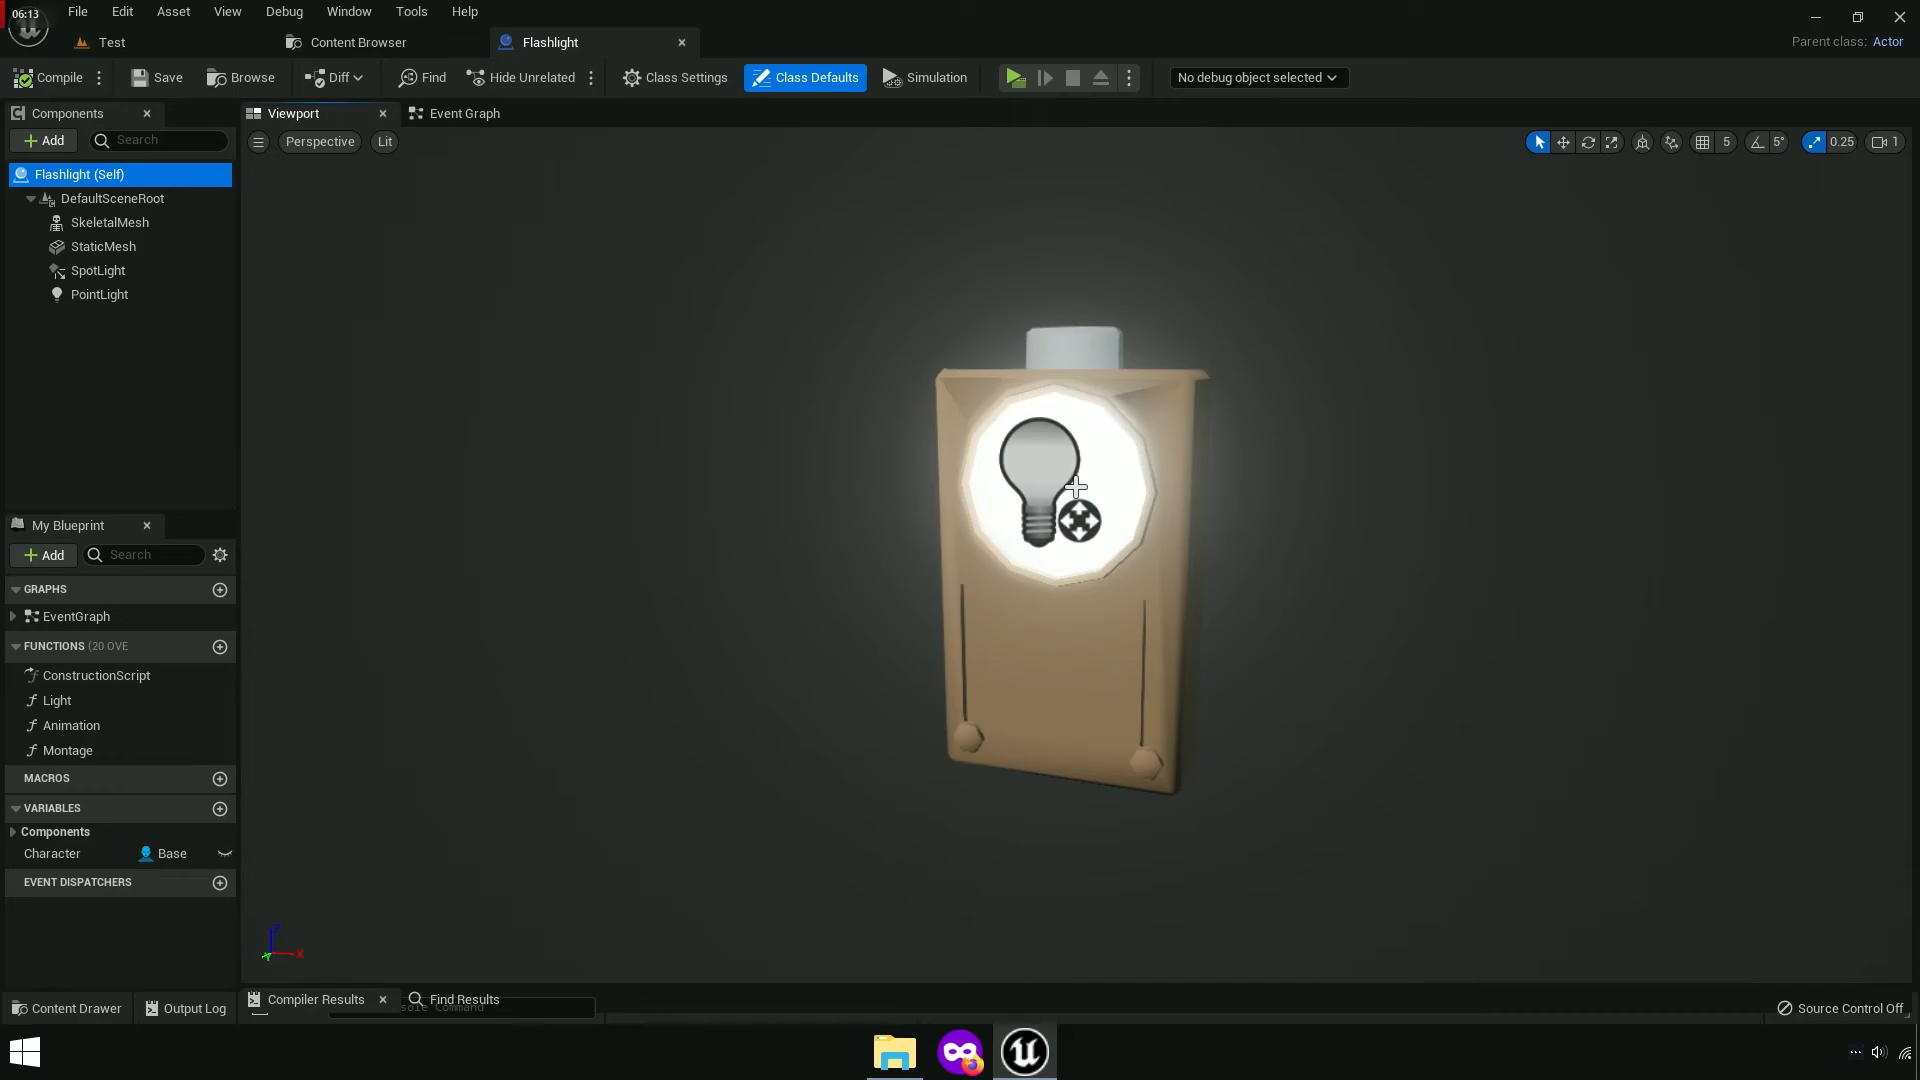 06:13
File Edit Asset View Debug Window Tools Help
Test Content Browser Flashlight
Parent class: Actor
Compile Save Browse Diff Find Hide Unrelated Class Settings Class Defaults Simulation No debug object selected
Components Viewport Event Graph
Add Search Perspective Lit 5 5° 0.25 1
Flashlight (Self)
DefaultSceneRoot
SkeletalMesh
StaticMesh
SpotLight
PointLight
My Blueprint
Add Search
GRAPHS
EventGraph
FUNCTIONS (20 OVE
ConstructionScript
Light
Animation
Montage
MACROS
VARIABLES
Components
Character Base
EVENT DISPATCHERS
Z
X
Y
Compiler Results Find Results
Content Drawer Output Log sole Command Source Control Off